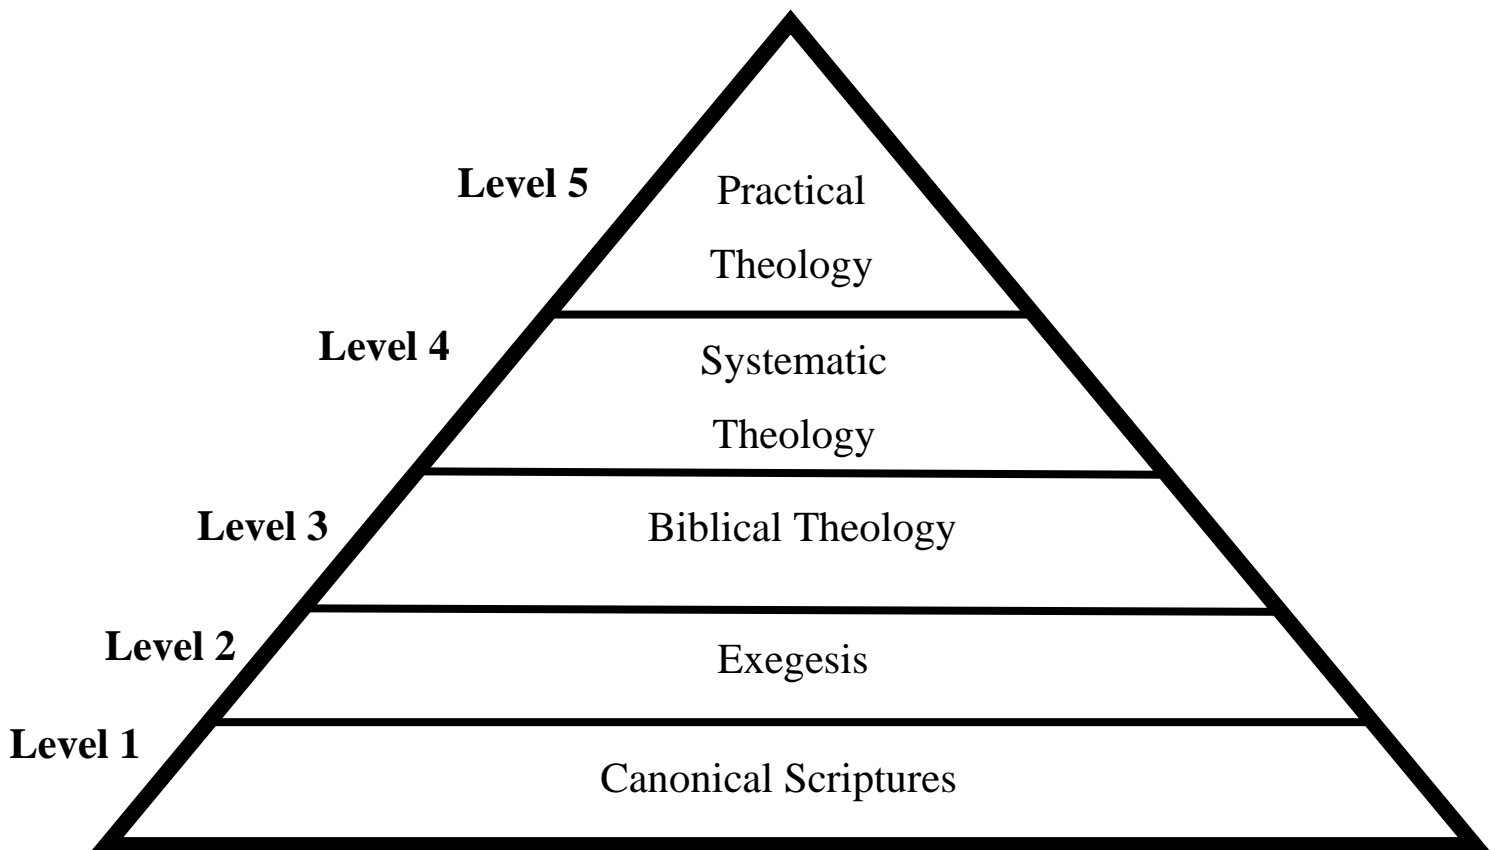 Level 5
Practical
Theology
Level 4
Systematic
Theology
Level 3
Biblical Theology
Level 2
Exegesis
Level 1
Canonical Scriptures